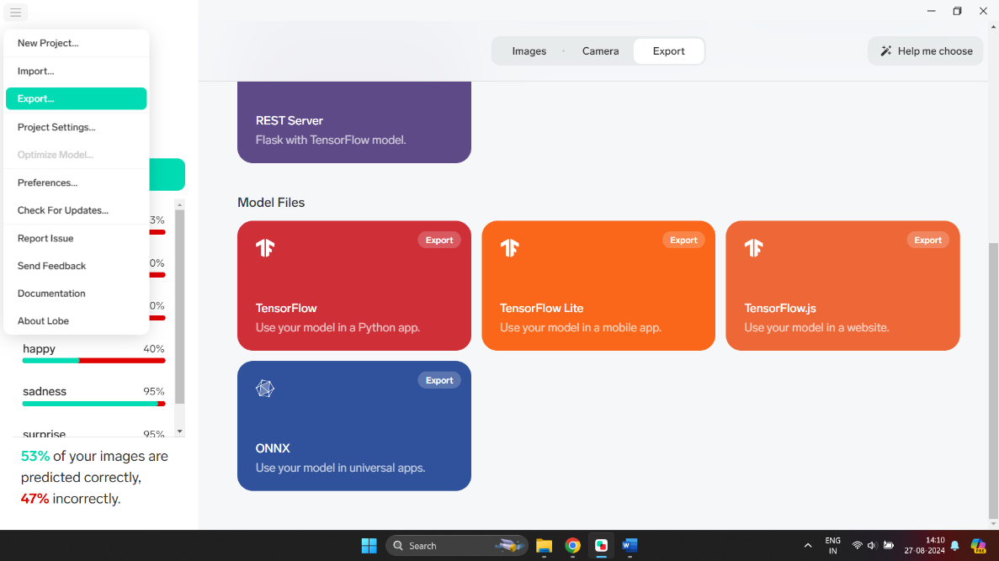 New Project...
Import...
Export...
Project Settings...
Optimize Model...
Preferences...
Check For Updates...
Report Issue
Send Feedback
Documentation
About Lobe
3%
0%
0%
happy 40%
sadness 95%
surprise 95%
53% of your images are
predicted correctly,
47% incorrectly.
Images Camera Export
Help me choose
REST Server
Flask with TensorFlow model.
Model Files
Export
TensorFlow
Use your model in a Python app.
Export
TensorFlow Lite
Use your model in a mobile app.
Export
TensorFlow.js
Use your model in a website.
Export
ONNX
Use your model in universal apps.
Search
ENG
IN
14:10
27-08-2024
PRE